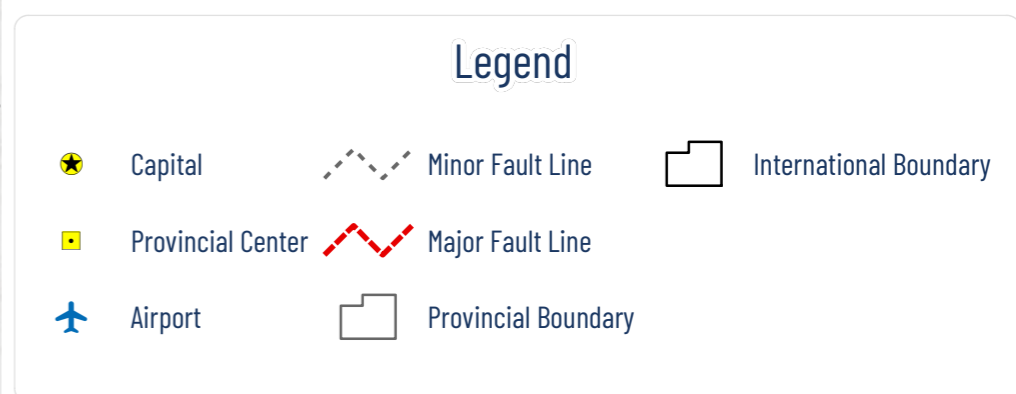 Legend
Capital
Minor Fault Line
International Boundary
Provincial Center
Major Fault Line
Airport
Provincial Boundary